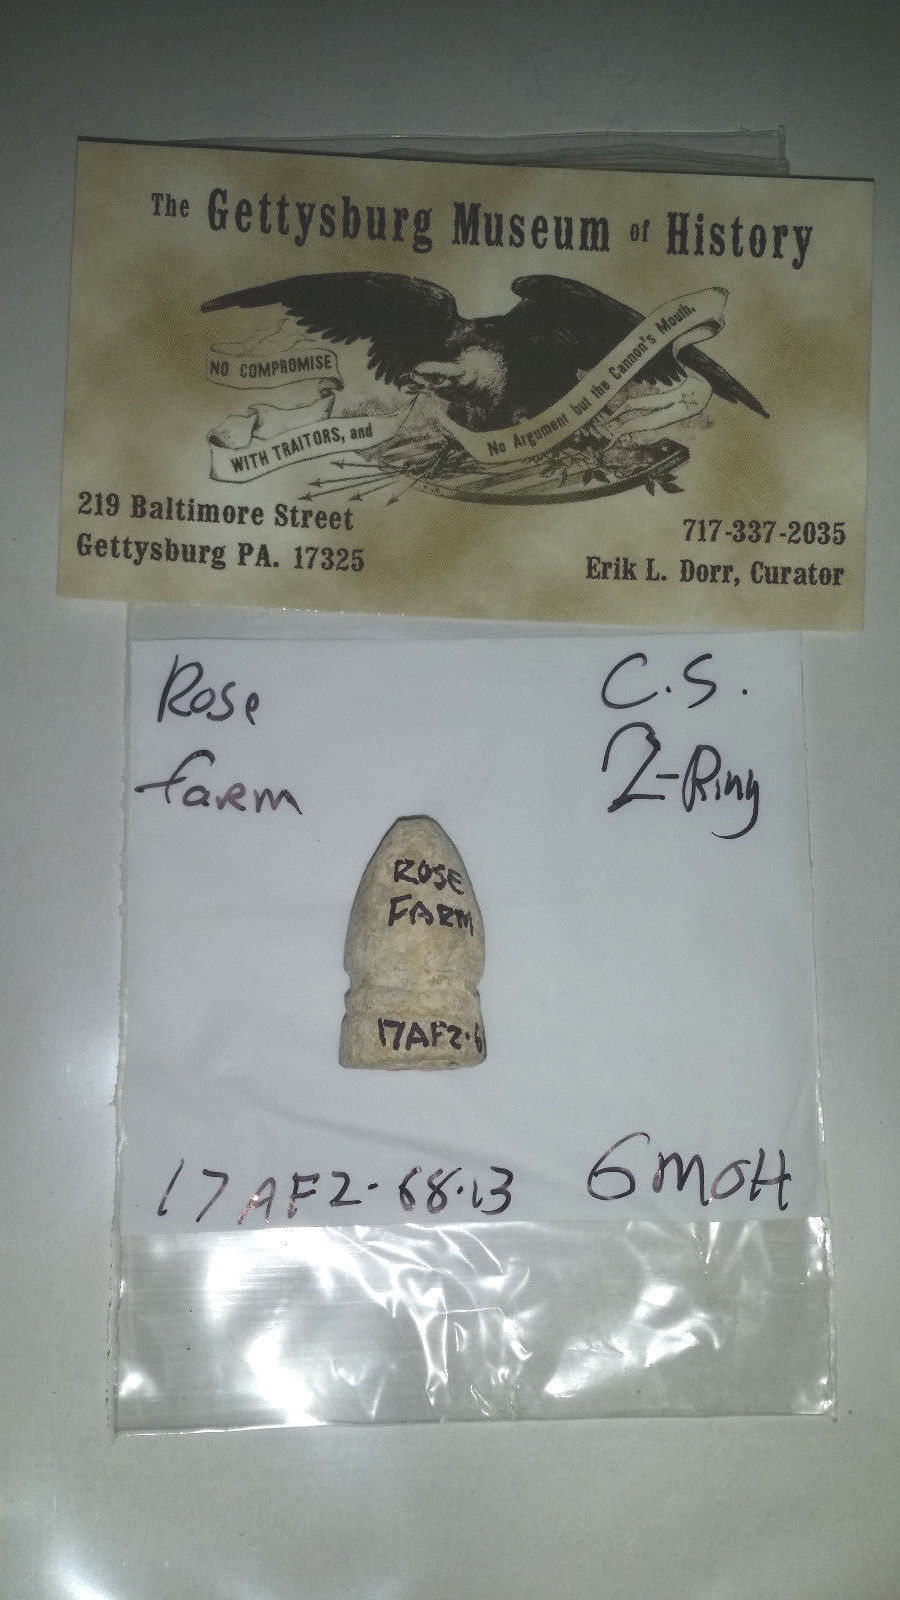 The Gettysburg Museum of History
NO COMPROMISE
WITH TRAITORS, and
No Argument but the Cannon's Mouth.
219 Baltimore Street
Gettysburg PA. 17325
717-337-2035
Erik L. Dorr, Curator
Rose
farm
C.S.
2-Ring
ROSE
FARM
17AF2.6
17AF2.68.13
GMOH